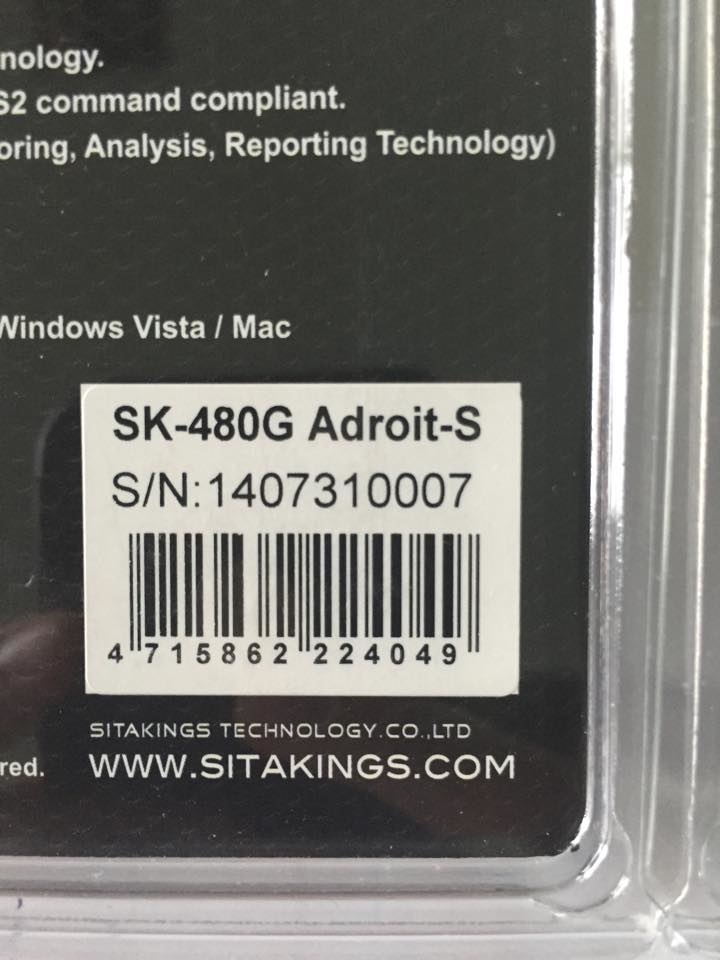 nology.
S2 command compliant.
oring, Analysis, Reporting Technology)
Windows Vista / Mac
SK-480G Adroit-S
S/N:1407310007
4 715862 224049
SITAKINGS TECHNOLOGY.CO.,LTD
red. WWW.SITAKINGS.COM